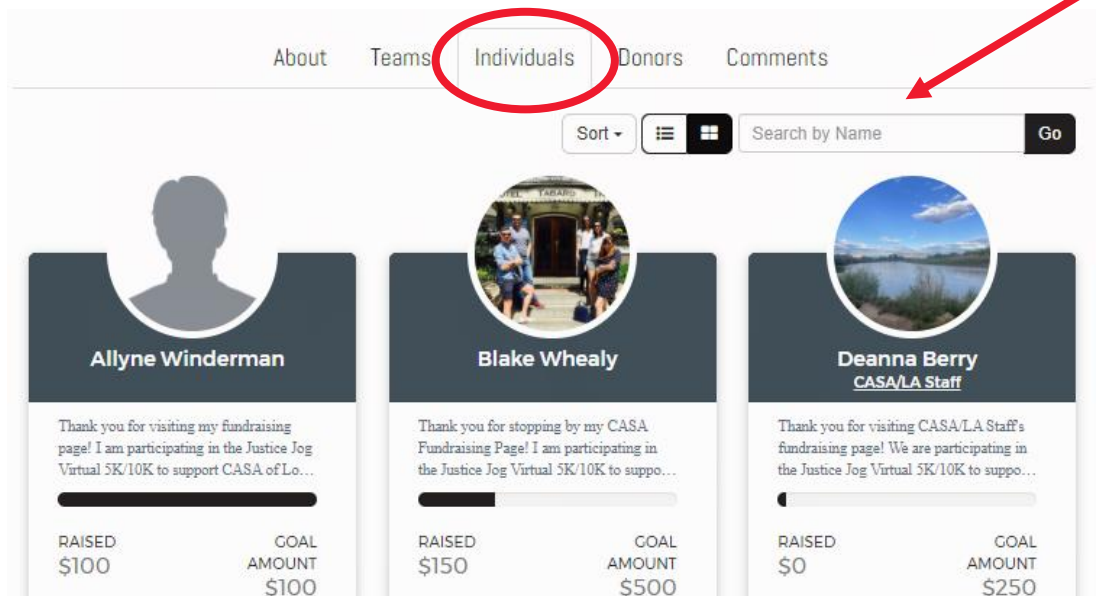 About Teams Individuals Donors Comments
Sort Search by Name Go
TABARD
Allyne Winderman
Thank you for visiting my fundraising
page! I am participating in the Justice Jog
Virtual 5K/10K to support CASA of Lo...
RAISED
$100
GOAL
AMOUNT
$100
Blake Whealy
Thank you for stopping by my CASA
Fundraising Page! I am participating in
the Justice Jog Virtual 5K/10K to suppo...
RAISED
$150
GOAL
AMOUNT
$500
Deanna Berry
CASA/LA Staff
Thank you for visiting CASA/LA Staff's
fundraising page! We are participating in
the Justice Jog Virtual 5K/10K to suppo...
RAISED
$0
GOAL
AMOUNT
$250